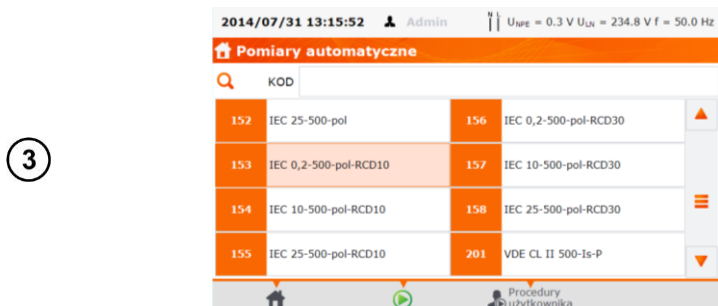 2014/07/31 13:15:52 Admin N L UNPE = 0.3 V ULN = 234.8 V f = 50.0 Hz
Pomiary automatyczne
KOD
3
152 IEC 25-500-pol 156 IEC 0,2-500-pol-RCD30
153 IEC 0,2-500-pol-RCD10 157 IEC 10-500-pol-RCD30
154 IEC 10-500-pol-RCD10 158 IEC 25-500-pol-RCD30
155 IEC 25-500-pol-RCD10 201 VDE CL II 500-Is-P
Procedury
użytkownika